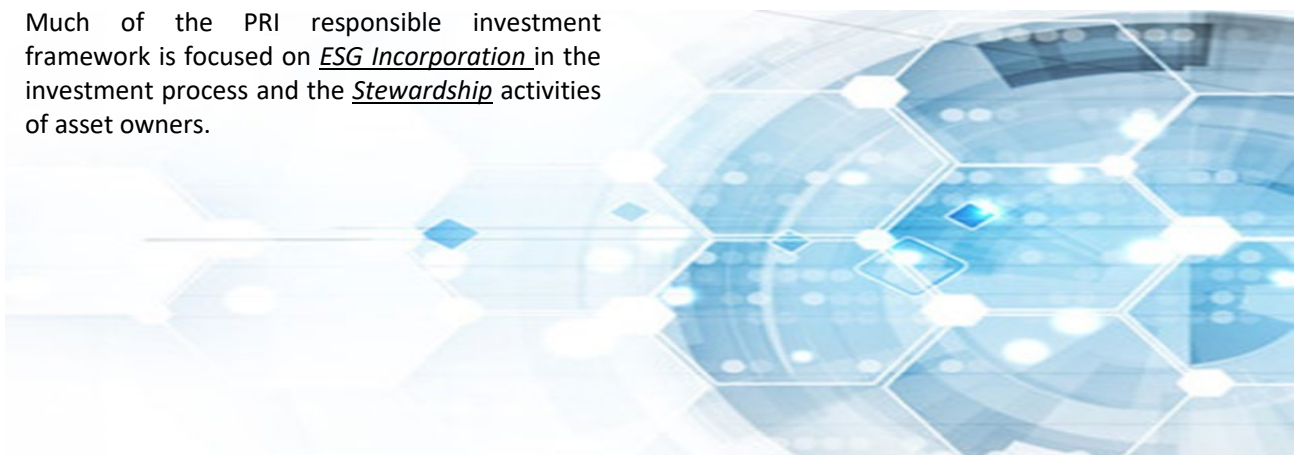 Much of the PRI responsible investment
framework is focused on ESG Incorporation in the
investment process and the Stewardship activities
of asset owners.